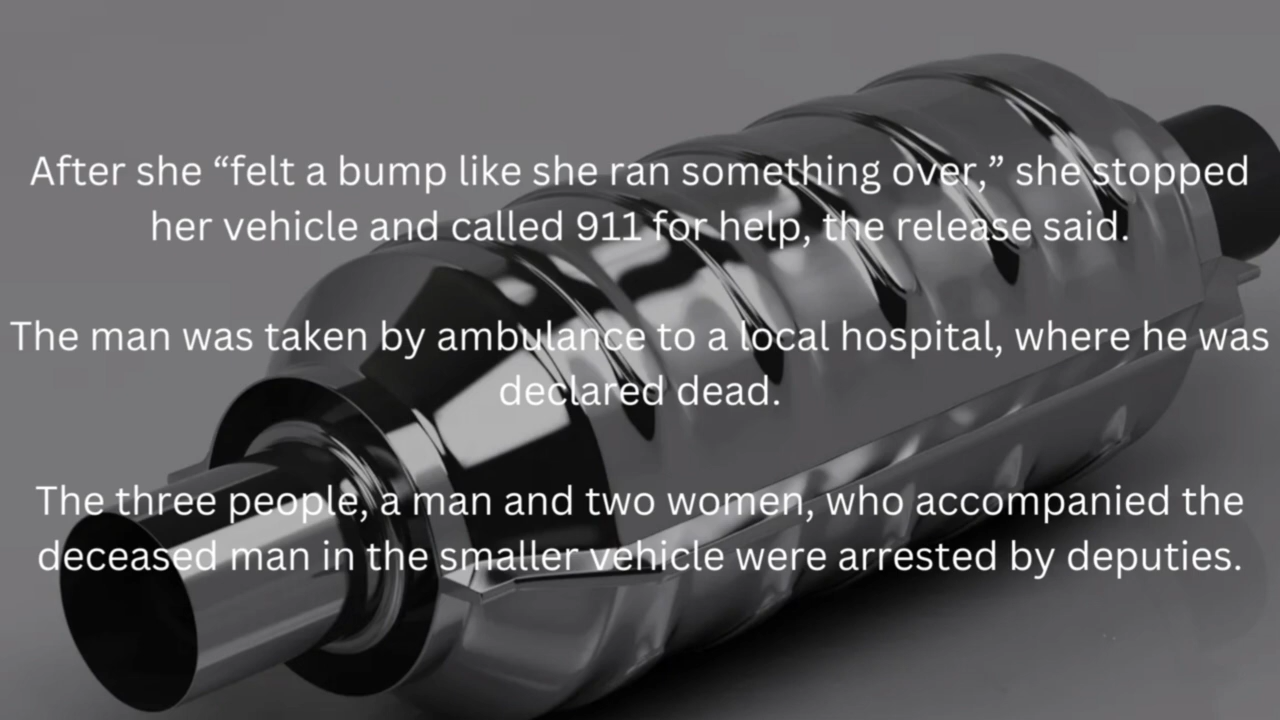 After she “felt a bump like she ran something over,” she stopped
her vehicle and called 911 for help, the release said.
The man was taken by ambulance to a local hospital, where he was
declared dead.
The three people, a man and two women, who accompanied the
deceased man in the smaller vehicle were arrested by deputies.